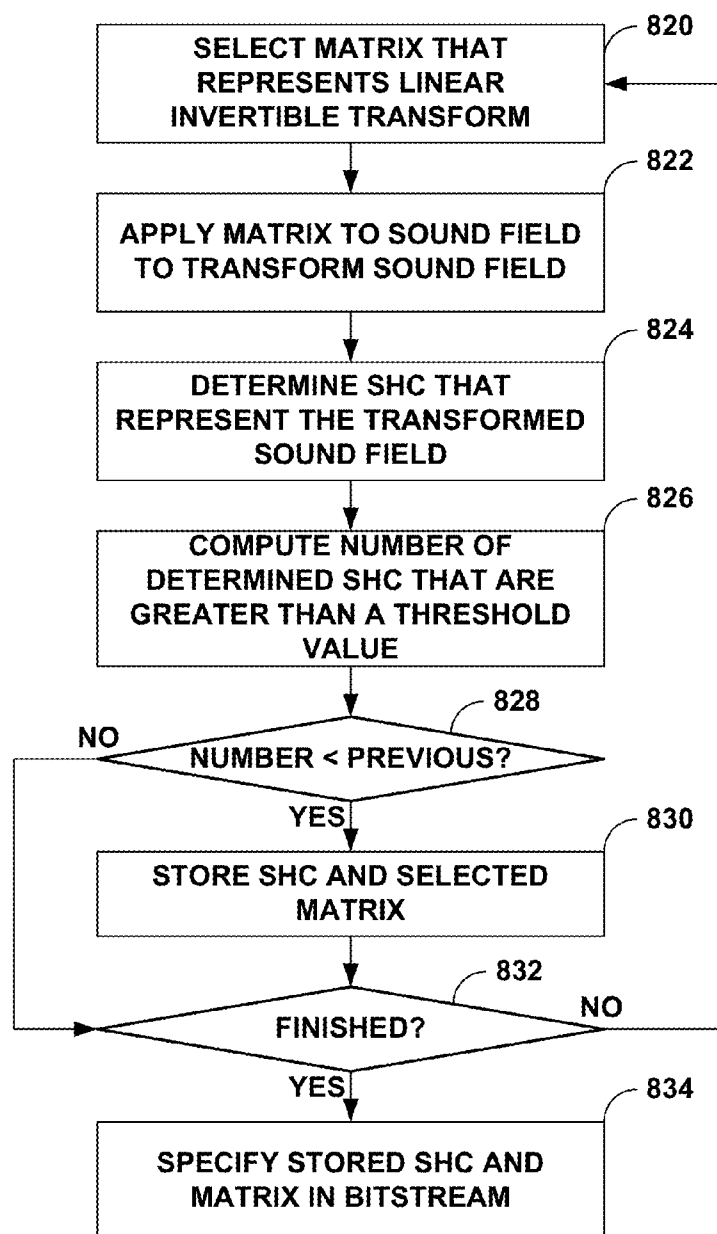 820
SELECT MATRIX THAT
REPRESENTS LINEAR
INVERTIBLE TRANSFORM
822
APPLY MATRIX TO SOUND FIELD
TO TRANSFORM SOUND FIELD
824
DETERMINE SHC THAT
REPRESENT THE TRANSFORMED
SOUND FIELD
826
COMPUTE NUMBER OF
DETERMINED SHC THAT ARE
GREATER THAN A THRESHOLD
VALUE
828
NO
NUMBER < PREVIOUS?
YES
830
STORE SHC AND SELECTED
MATRIX
832
NO
FINISHED?
YES
834
SPECIFY STORED SHC AND
MATRIX IN BITSTREAM